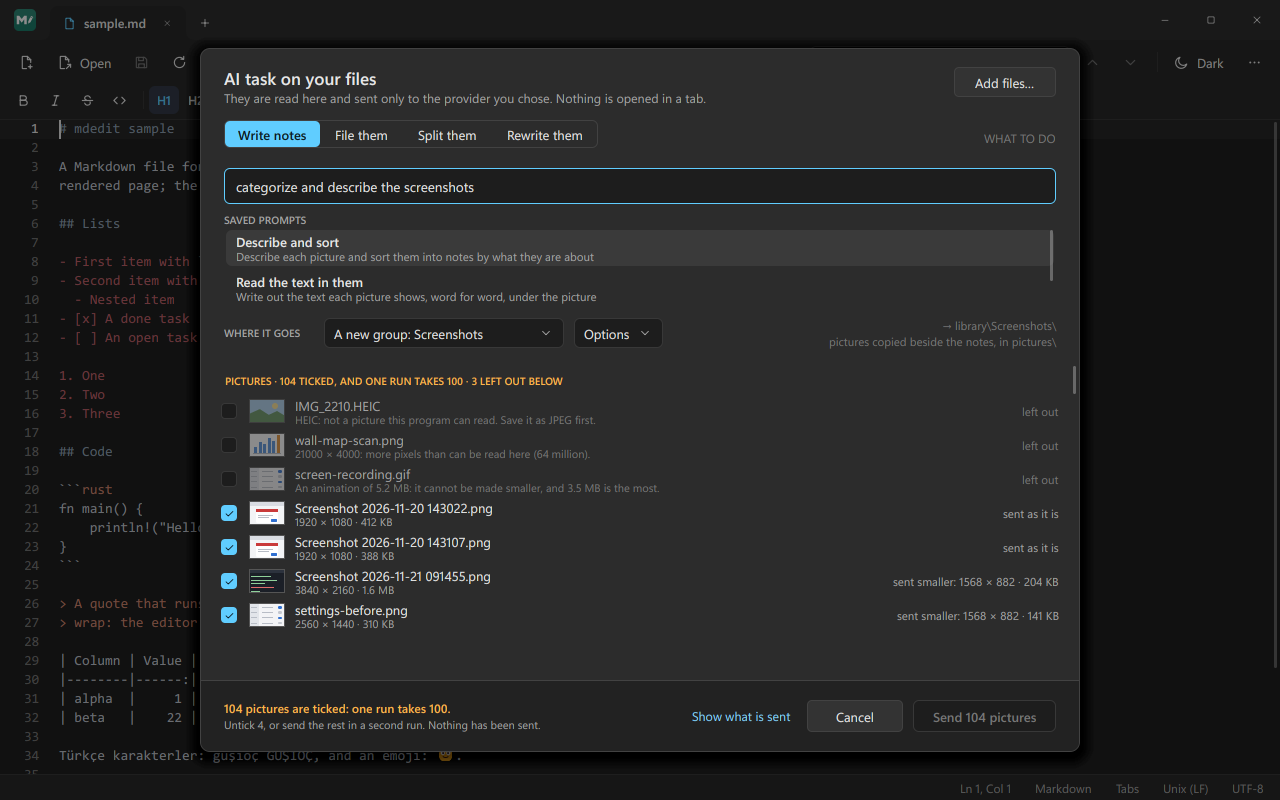 sample.md
Open
Dark
B I S <> H1 H2
1 # mdedit sample
2
3 A Markdown file for
4 rendered page; the
5
6 ## Lists
7
8 - First item with
9 - Second item with
10 - Nested item
11 - [x] A done task
12 - [ ] An open task
13
14 1. One
15 2. Two
16 3. Three
17
18 ## Code
19
20 ```rust
21 fn main() {
22 println!("Hello
23 }
24 ```
25
26 > A quote that runs
27 > wrap: the editor
28
29 | Column | Value |
30 |--------|------:|
31 | alpha | 1 |
32 | beta | 22 |
33
34 Türkçe karakterler: ğüşıöç ĞÜŞİÖÇ, and an emoji: .
AI task on your files
They are read here and sent only to the provider you chose. Nothing is opened in a tab.
Add files...
Write notes
File them
Split them
Rewrite them
WHAT TO DO
categorize and describe the screenshots
SAVED PROMPTS
Describe and sort
Describe each picture and sort them into notes by what they are about
Read the text in them
Write out the text each picture shows, word for word, under the picture
WHERE IT GOES
A new group: Screenshots
Options
→ library\Screenshots\
pictures copied beside the notes, in pictures\
PICTURES · 104 TICKED, AND ONE RUN TAKES 100 · 3 LEFT OUT BELOW
IMG_2210.HEIC
HEIC: not a picture this program can read. Save it as JPEG first.
left out
wall-map-scan.png
21000 × 4000: more pixels than can be read here (64 million).
left out
screen-recording.gif
An animation of 5.2 MB: it cannot be made smaller, and 3.5 MB is the most.
left out
Screenshot 2026-11-20 143022.png
1920 × 1080 · 412 KB
sent as it is
Screenshot 2026-11-20 143107.png
1920 × 1080 · 388 KB
sent as it is
Screenshot 2026-11-21 091455.png
3840 × 2160 · 1.6 MB
sent smaller: 1568 × 882 · 204 KB
settings-before.png
2560 × 1440 · 310 KB
sent smaller: 1568 × 882 · 141 KB
104 pictures are ticked: one run takes 100.
Untick 4, or send the rest in a second run. Nothing has been sent.
Show what is sent
Cancel
Send 104 pictures
Ln 1, Col 1
Markdown
Tabs
Unix (LF)
UTF-8